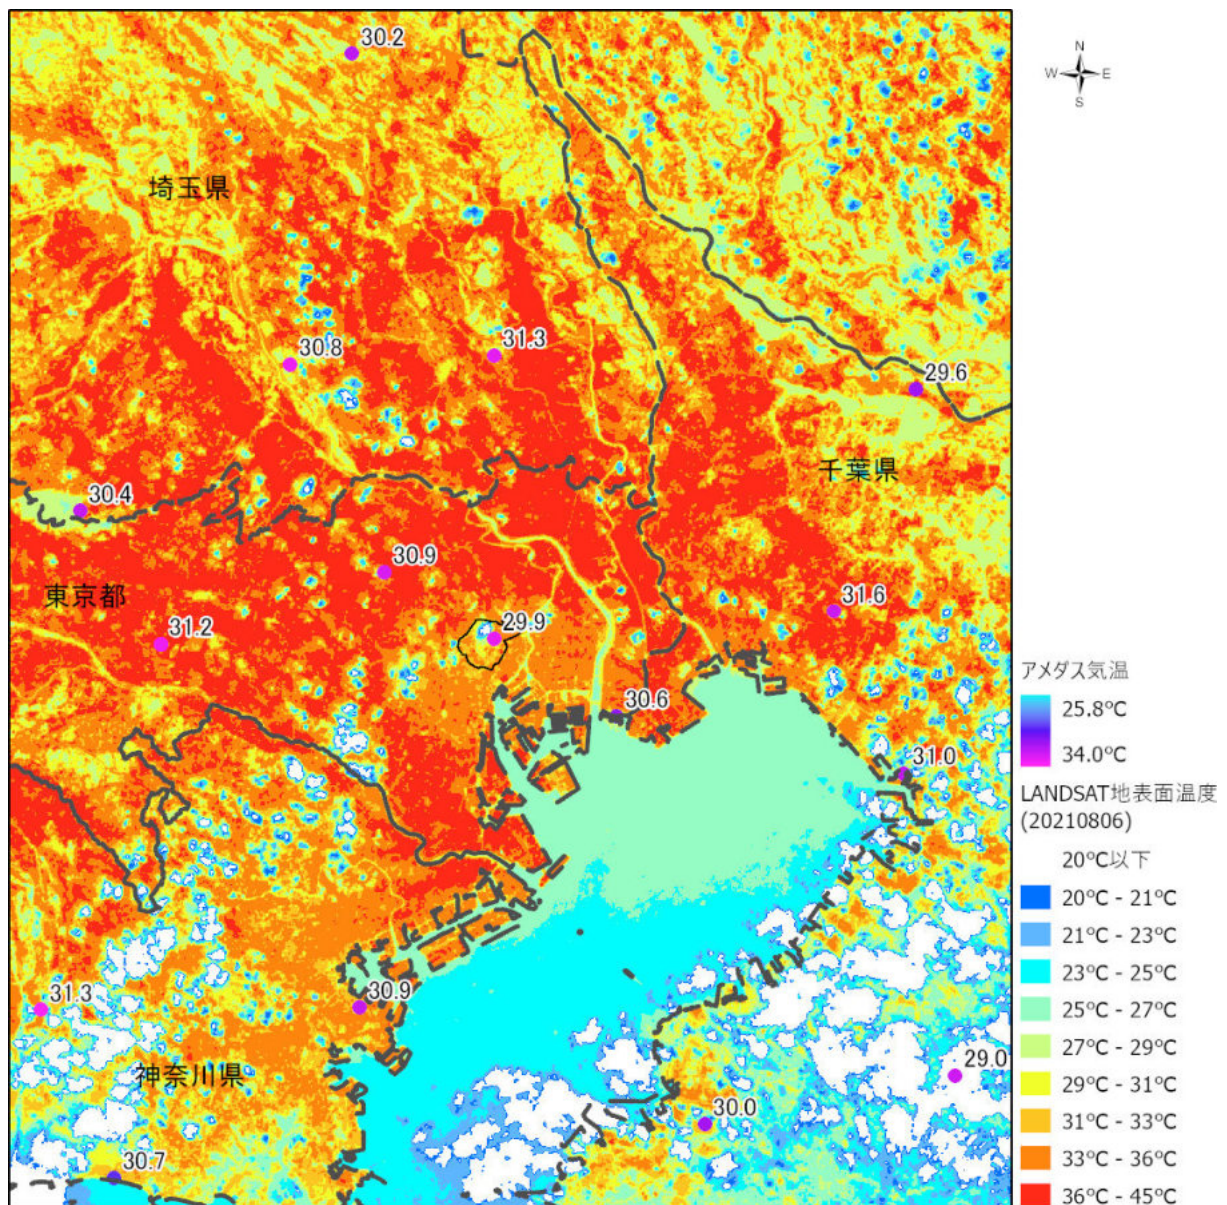 30.2
N
W E
S
埼玉県
30.8
31.3
29.6
千葉県
30.4
30.9
東京都
31.2
29.9
31.6
30.6
31.0
31.3
30.9
神奈川県
29.0
30.0
30.7
アメダス気温
25.8℃
34.0℃
LANDSAT地表面温度
(20210806)
20℃以下
20℃ - 21℃
21℃ - 23℃
23℃ - 25℃
25℃ - 27℃
27℃ - 29℃
29℃ - 31℃
31℃ - 33℃
33℃ - 36℃
36℃ - 45℃